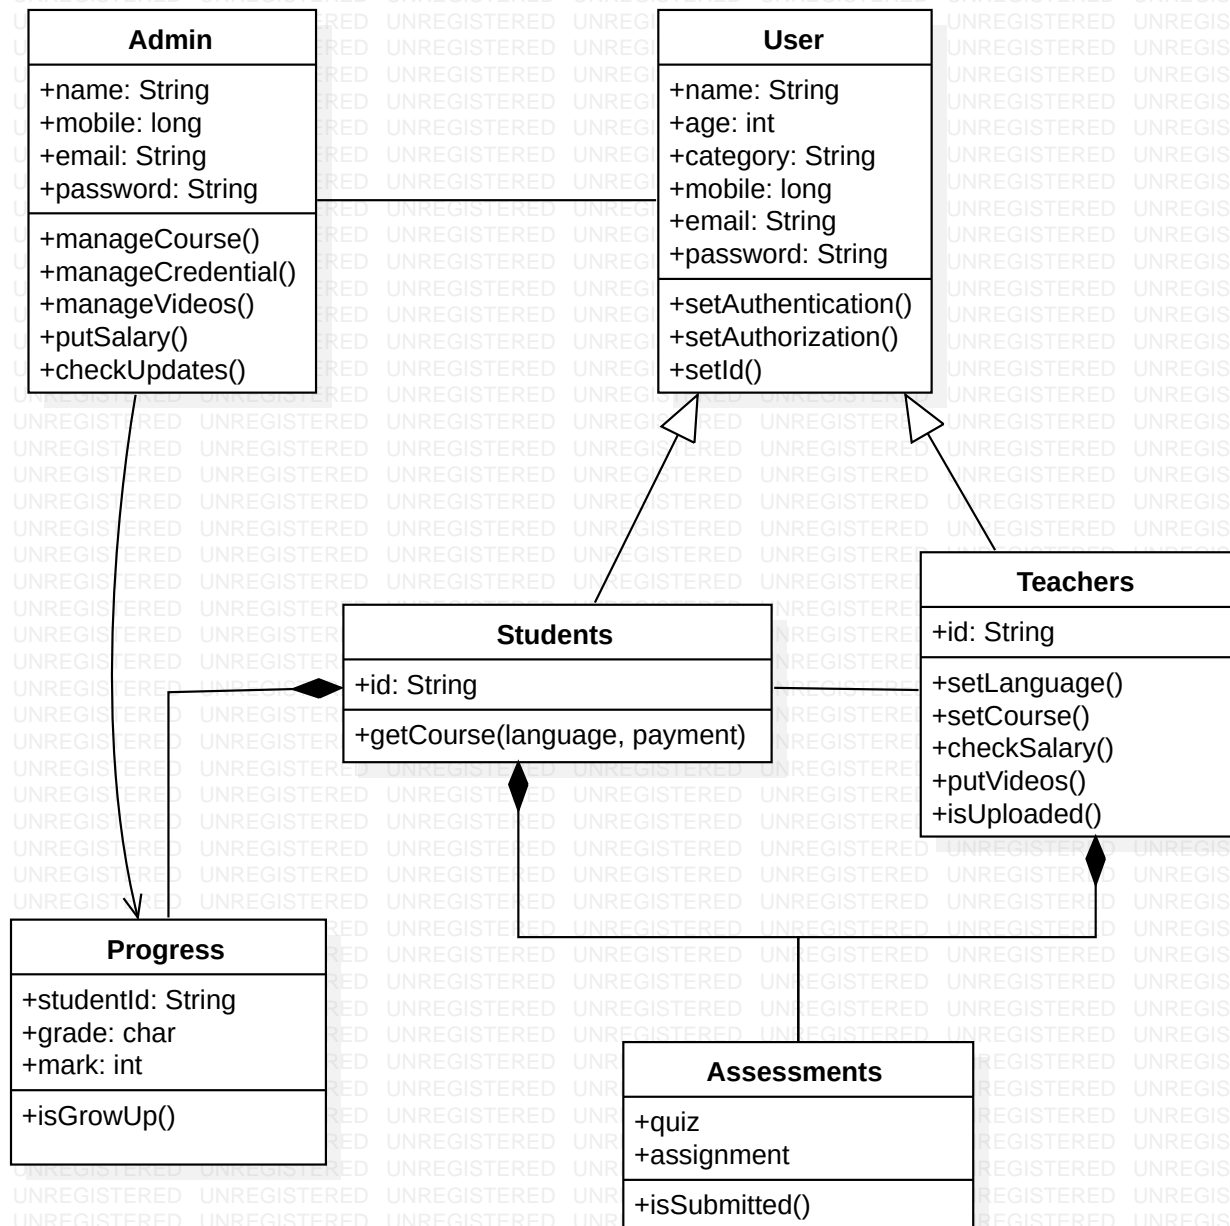 Admin
+name: String
+mobile: long
+email: String
+password: String
+manageCourse()
+manageCredential()
+manageVideos()
+putSalary()
+checkUpdates()
User
+name: String
+age: int
+category: String
+mobile: long
+email: String
+password: String
+setAuthentication()
+setAuthorization()
+setId()
Students
+id: String
+getCourse(language, payment)
Teachers
+id: String
+setLanguage()
+setCourse()
+checkSalary()
+putVideos()
+isUploaded()
Progress
+studentId: String
+grade: char
+mark: int
+isGrowUp()
Assessments
+quiz
+assignment
+isSubmitted()
UNREGISTERED